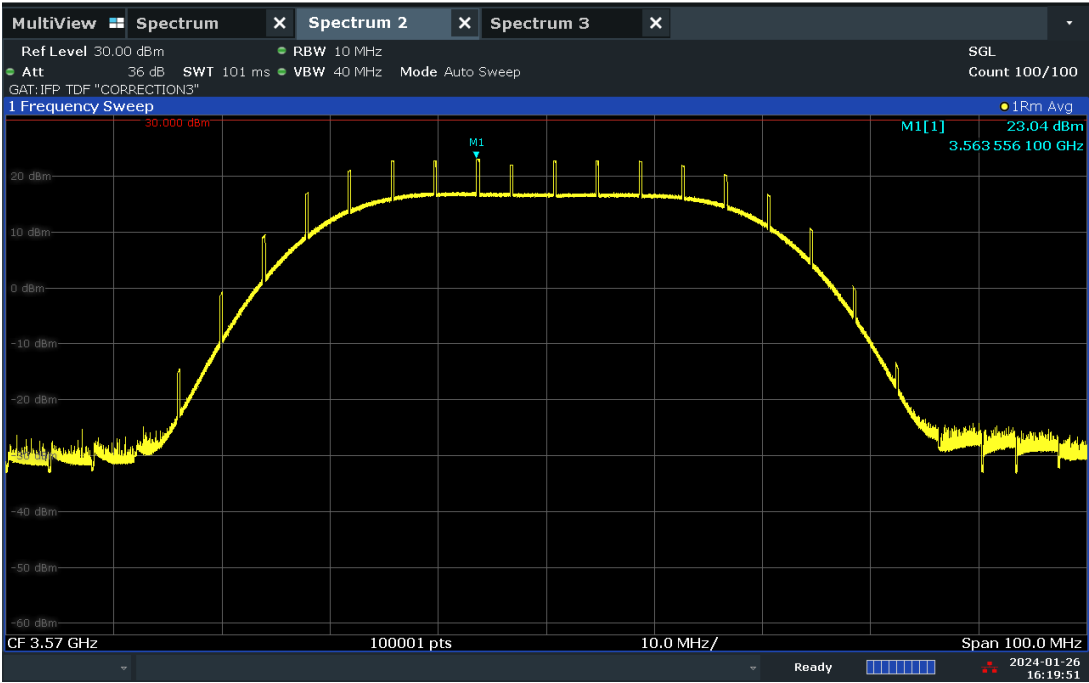 MultiView Spectrum Spectrum 2 Spectrum 3
Ref Level 30.00 dBm RBW 10 MHz SGL
Att 36 dB SWT 101 ms VBW 40 MHz Mode Auto Sweep Count 100/100
GAT:IFP TDF "CORRECTION3"
1 Frequency Sweep 1Rm Avg
30.000 dBm M1[1] 23.04 dBm
3.563 556 100 GHz
M1
20 dBm
10 dBm
0 dBm
-10 dBm
-20 dBm
-30 dBm
-40 dBm
-50 dBm
-60 dBm
CF 3.57 GHz 100001 pts 10.0 MHz/ Span 100.0 MHz
Ready 2024-01-26
16:19:51